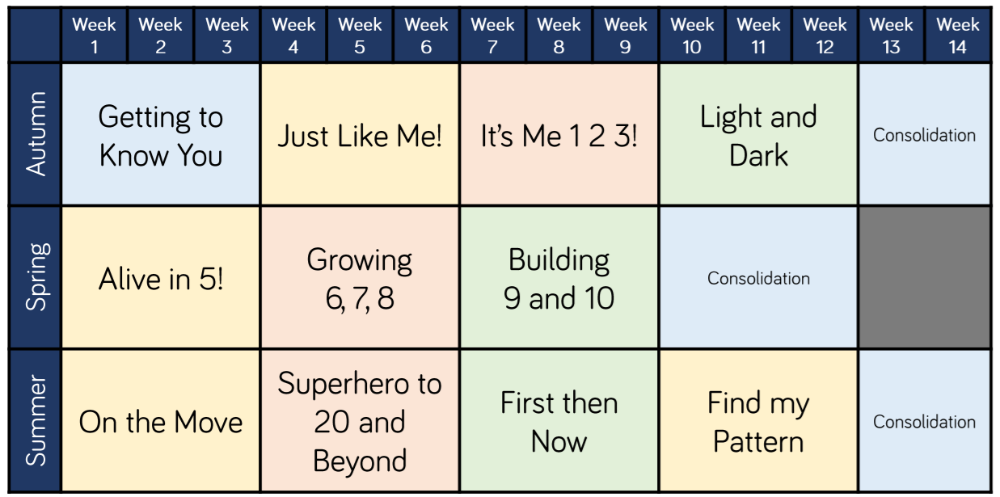 Week 1
Week 2
Week 3
Week 4
Week 5
Week 6
Week 7
Week 8
Week 9
Week 10
Week 11
Week 12
Week 13
Week 14
Autumn
Getting to
Know You
Just Like Me!
It's Me 1 2 3!
Light and
Dark
Consolidation
Spring
Alive in 5!
Growing
6, 7, 8
Building
9 and 10
Consolidation
Summer
On the Move
Superhero to
20 and
Beyond
First then
Now
Find my
Pattern
Consolidation